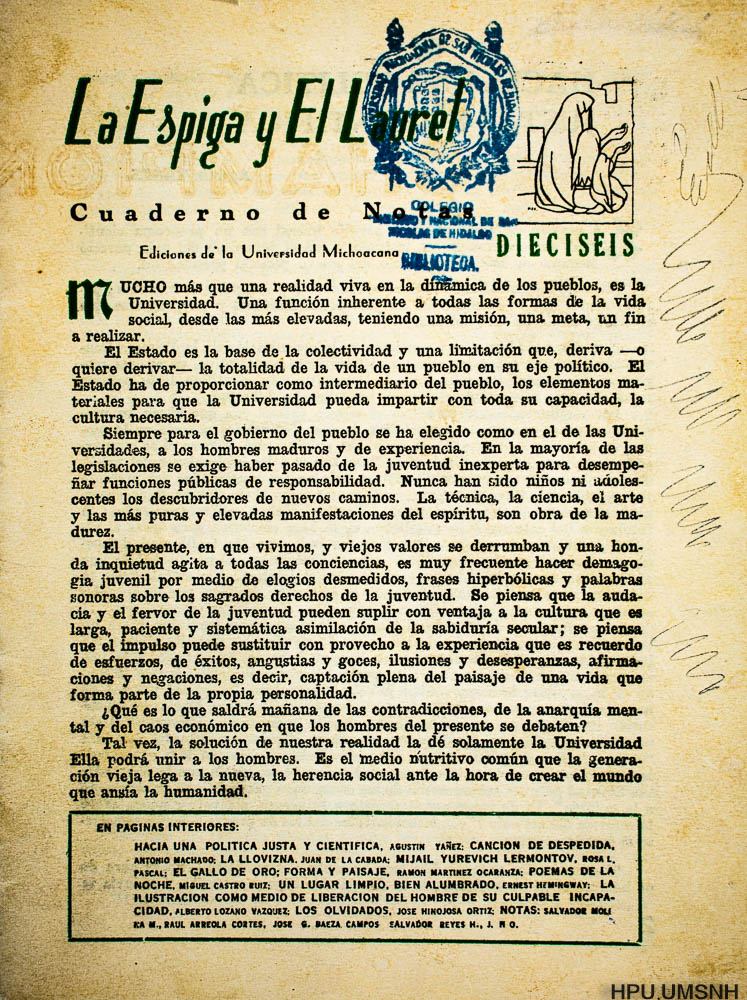 La Espiga y El Laurel
Cuaderno de Notas
Ediciones de la Universidad Michoacana
DIECISEIS
COLEGIO
PRIMITIVO Y NACIONAL DE SAN
NICOLAS DE HIDALGO
BIBLIOTECA.
MUCHO más que una realidad viva en la dinámica de los pueblos, es la
Universidad. Una función inherente a todas las formas de la vida
social, desde las más elevadas, teniendo una misión, una meta, un fin
a realizar.
El Estado es la base de la colectividad y una limitación que, deriva —o
quiere derivar— la totalidad de la vida de un pueblo en su eje político. El
Estado ha de proporcionar como intermediario del pueblo, los elementos ma-
teriales para que la Universidad pueda impartir con toda su capacidad, la
cultura necesaria.
Siempre para el gobierno del pueblo se ha elegido como en el de las Uni-
versidades, a los hombres maduros y de experiencia. En la mayoría de las
legislaciones se exige haber pasado de la juventud inexperta para desempe-
ñar funciones públicas de responsabilidad. Nunca han sido niños ni adoles-
centes los descubridores de nuevos caminos. La técnica, la ciencia, el arte
y las más puras y elevadas manifestaciones del espíritu, son obra de la ma-
durez.
El presente, en que vivimos, y viejos valores se derrumban y una hon-
da inquietud agita a todas las conciencias, es muy frecuente hacer demago-
gia juvenil por medio de elogios desmedidos, frases hiperbólicas y palabras
sonoras sobre los sagrados derechos de la juventud. Se piensa que la auda-
cia y el fervor de la juventud pueden suplir con ventaja a la cultura que es
larga, paciente y sistemática asimilación de la sabiduría secular; se piensa
que el impulso puede sustituir con provecho a la experiencia que es recuerdo
de esfuerzos, de éxitos, angustias y goces, ilusiones y desesperanzas, afirma-
ciones y negaciones, es decir, captación plena del paisaje de una vida que
forma parte de la propia personalidad.
¿Qué es lo que saldrá mañana de las contradicciones, de la anarquía men-
tal y del caos económico en que los hombres del presente se debaten?
Tal vez, la solución de nuestra realidad la dé solamente la Universidad
Ella podrá unir a los hombres. Es el medio nutritivo común que la genera-
ción vieja lega a la nueva, la herencia social ante la hora de crear el mundo
que ansía la humanidad.
EN PAGINAS INTERIORES:
HACIA UNA POLITICA JUSTA Y CIENTIFICA, AGUSTIN YAÑEZ; CANCION DE DESPEDIDA,
ANTONIO MACHADO; LA LLOVIZNA, JUAN DE LA CABADA; MIJAIL YUREVICH LERMONTOV, ROSA L.
PASCAL; EL GALLO DE ORO; FORMA Y PAISAJE, RAMON MARTINEZ OCARANZA; POEMAS DE LA
NOCHE, MIGUEL CASTRO RUIZ; UN LUGAR LIMPIO, BIEN ALUMBRADO, ERNEST HEMINGWAY; LA
ILUSTRACION COMO MEDIO DE LIBERACION DEL HOMBRE DE SU CULPABLE INCAPA-
CIDAD, ALBERTO LOZANO VAZQUEZ; LOS OLVIDADOS, JOSE HINOJOSA ORTIZ; NOTAS: SALVADOR MOLI
NA M., RAUL ARREOLA CORTES, JOSE G. BAEZA CAMPOS SALVADOR REYES H., J. M O.
HPU.UMSNH